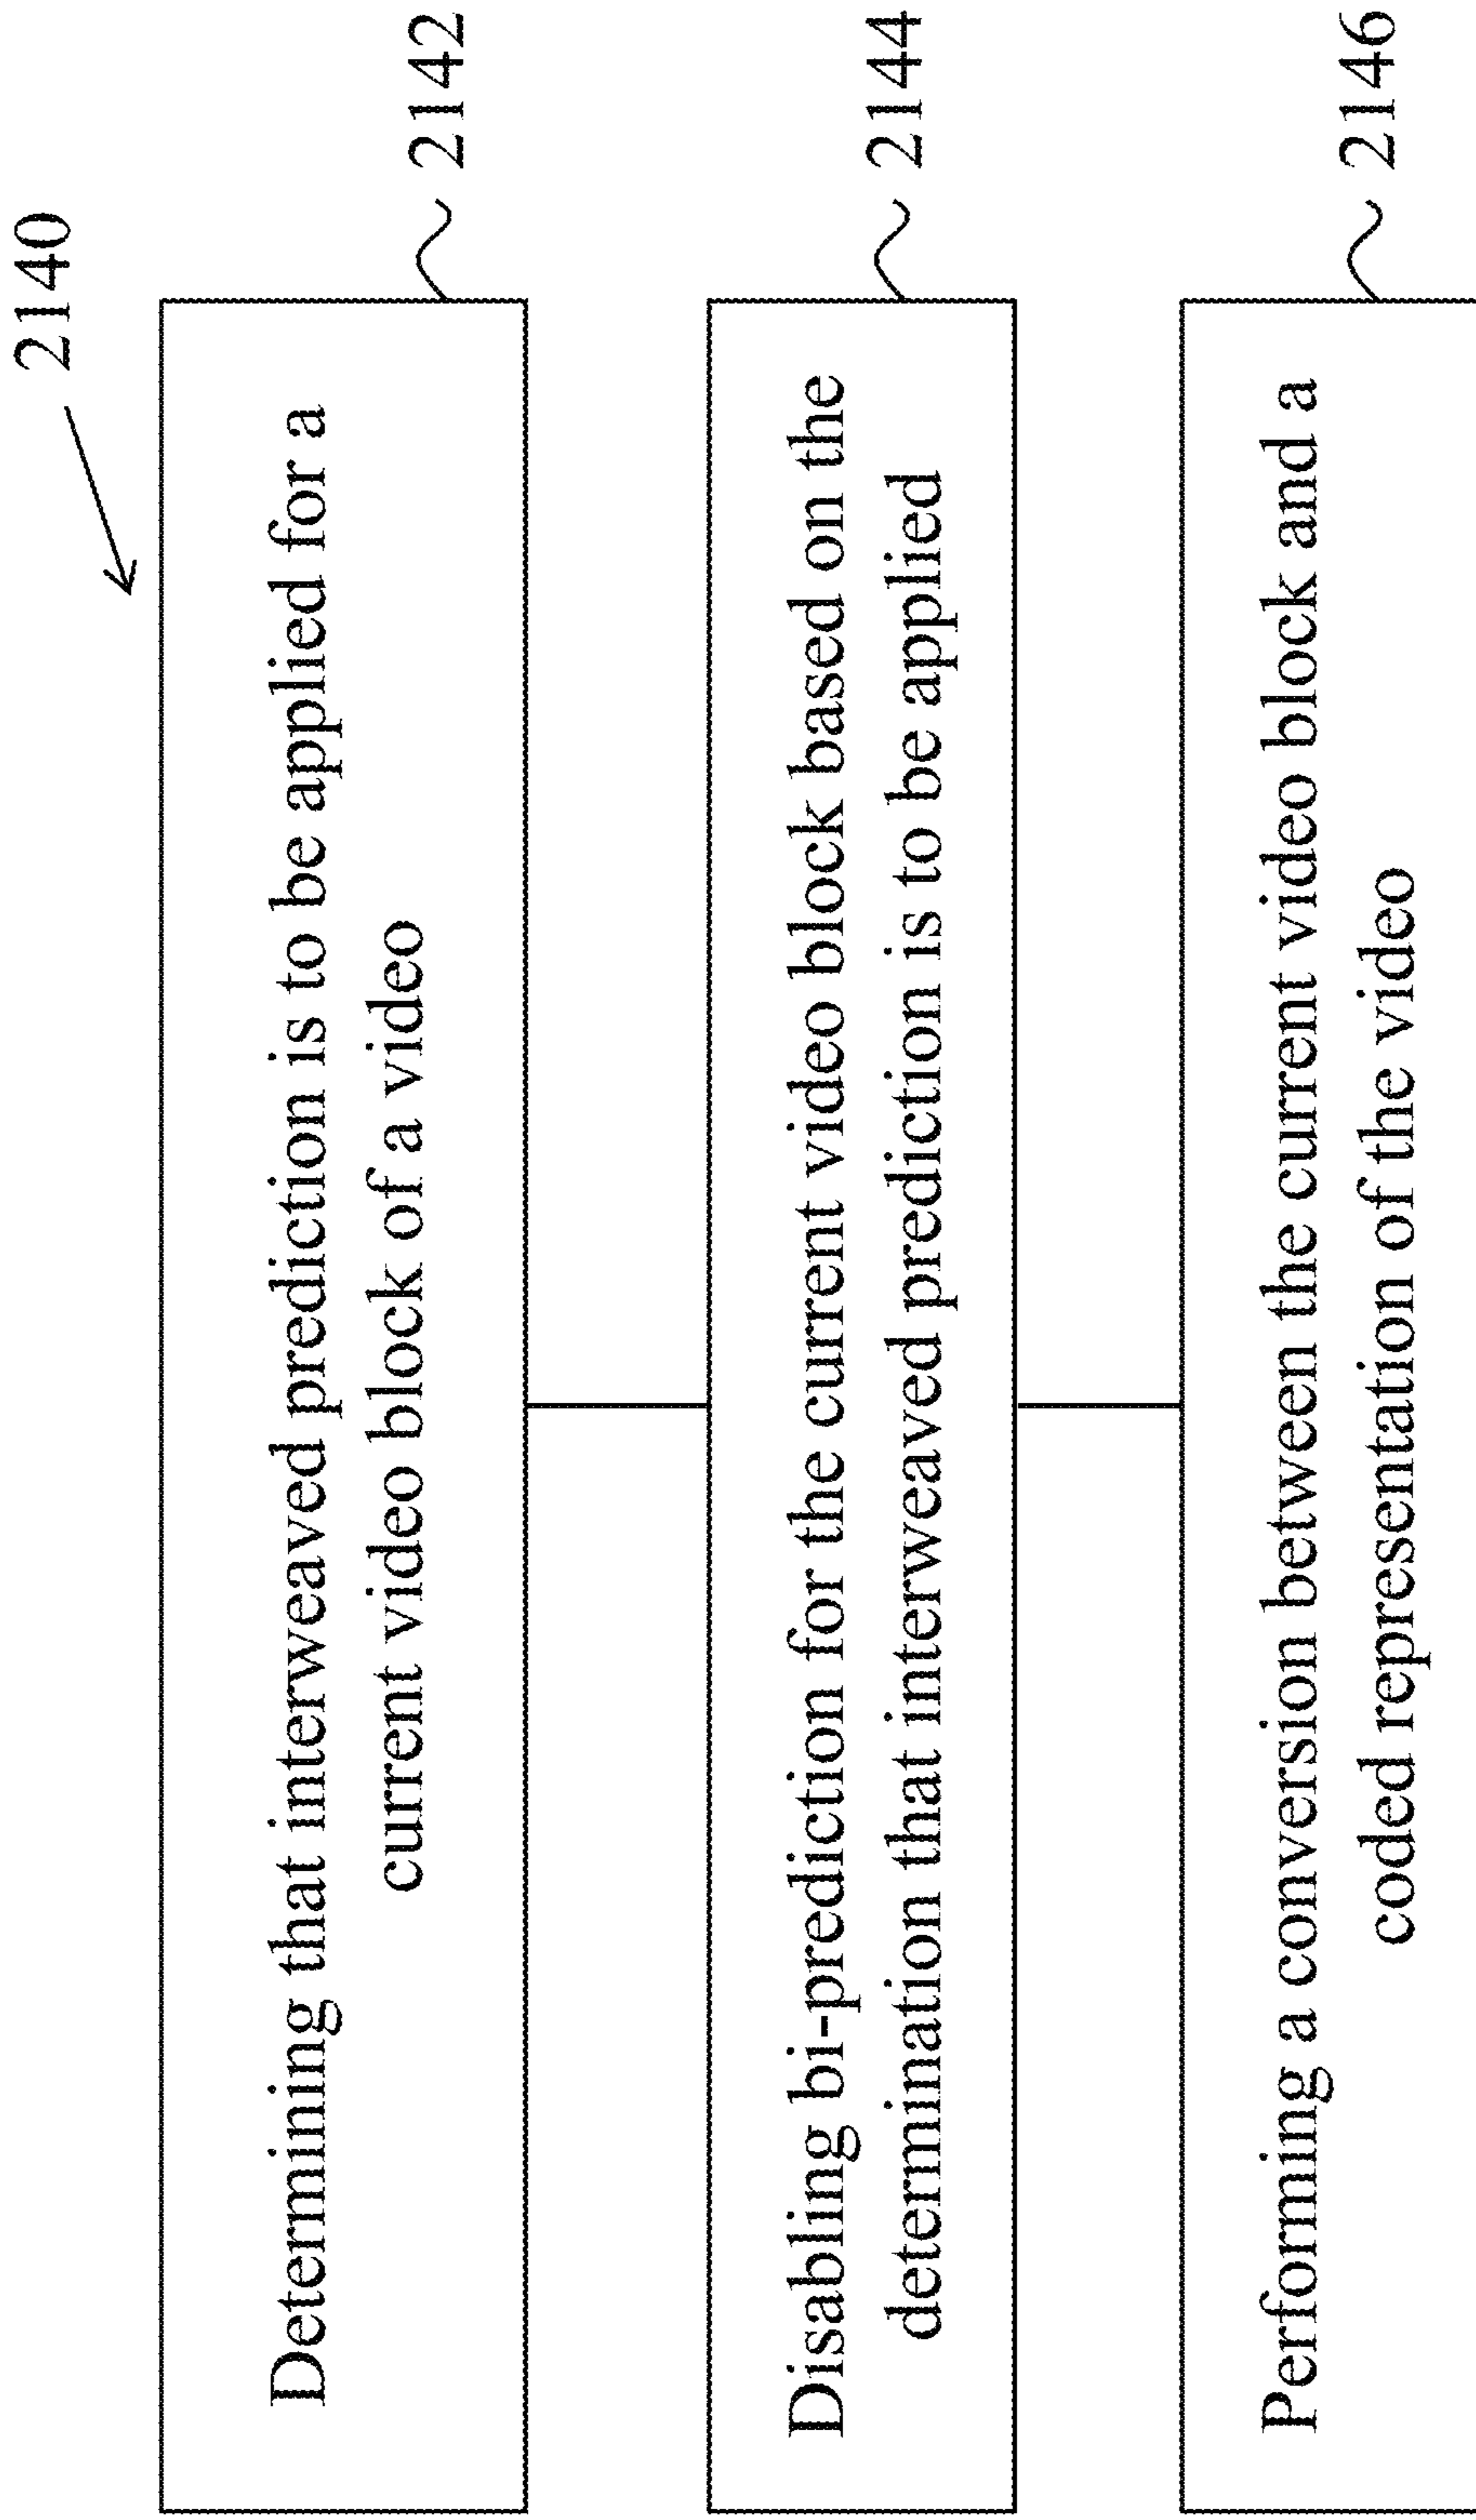 2140
Determining that interweaved prediction is to be applied for a
current video block of a video
2142
Disabling bi-prediction for the current video block based on the
determination that interweaved prediction is to be applied
2144
Performing a conversion between the current video block and a
coded representation of the video
2146